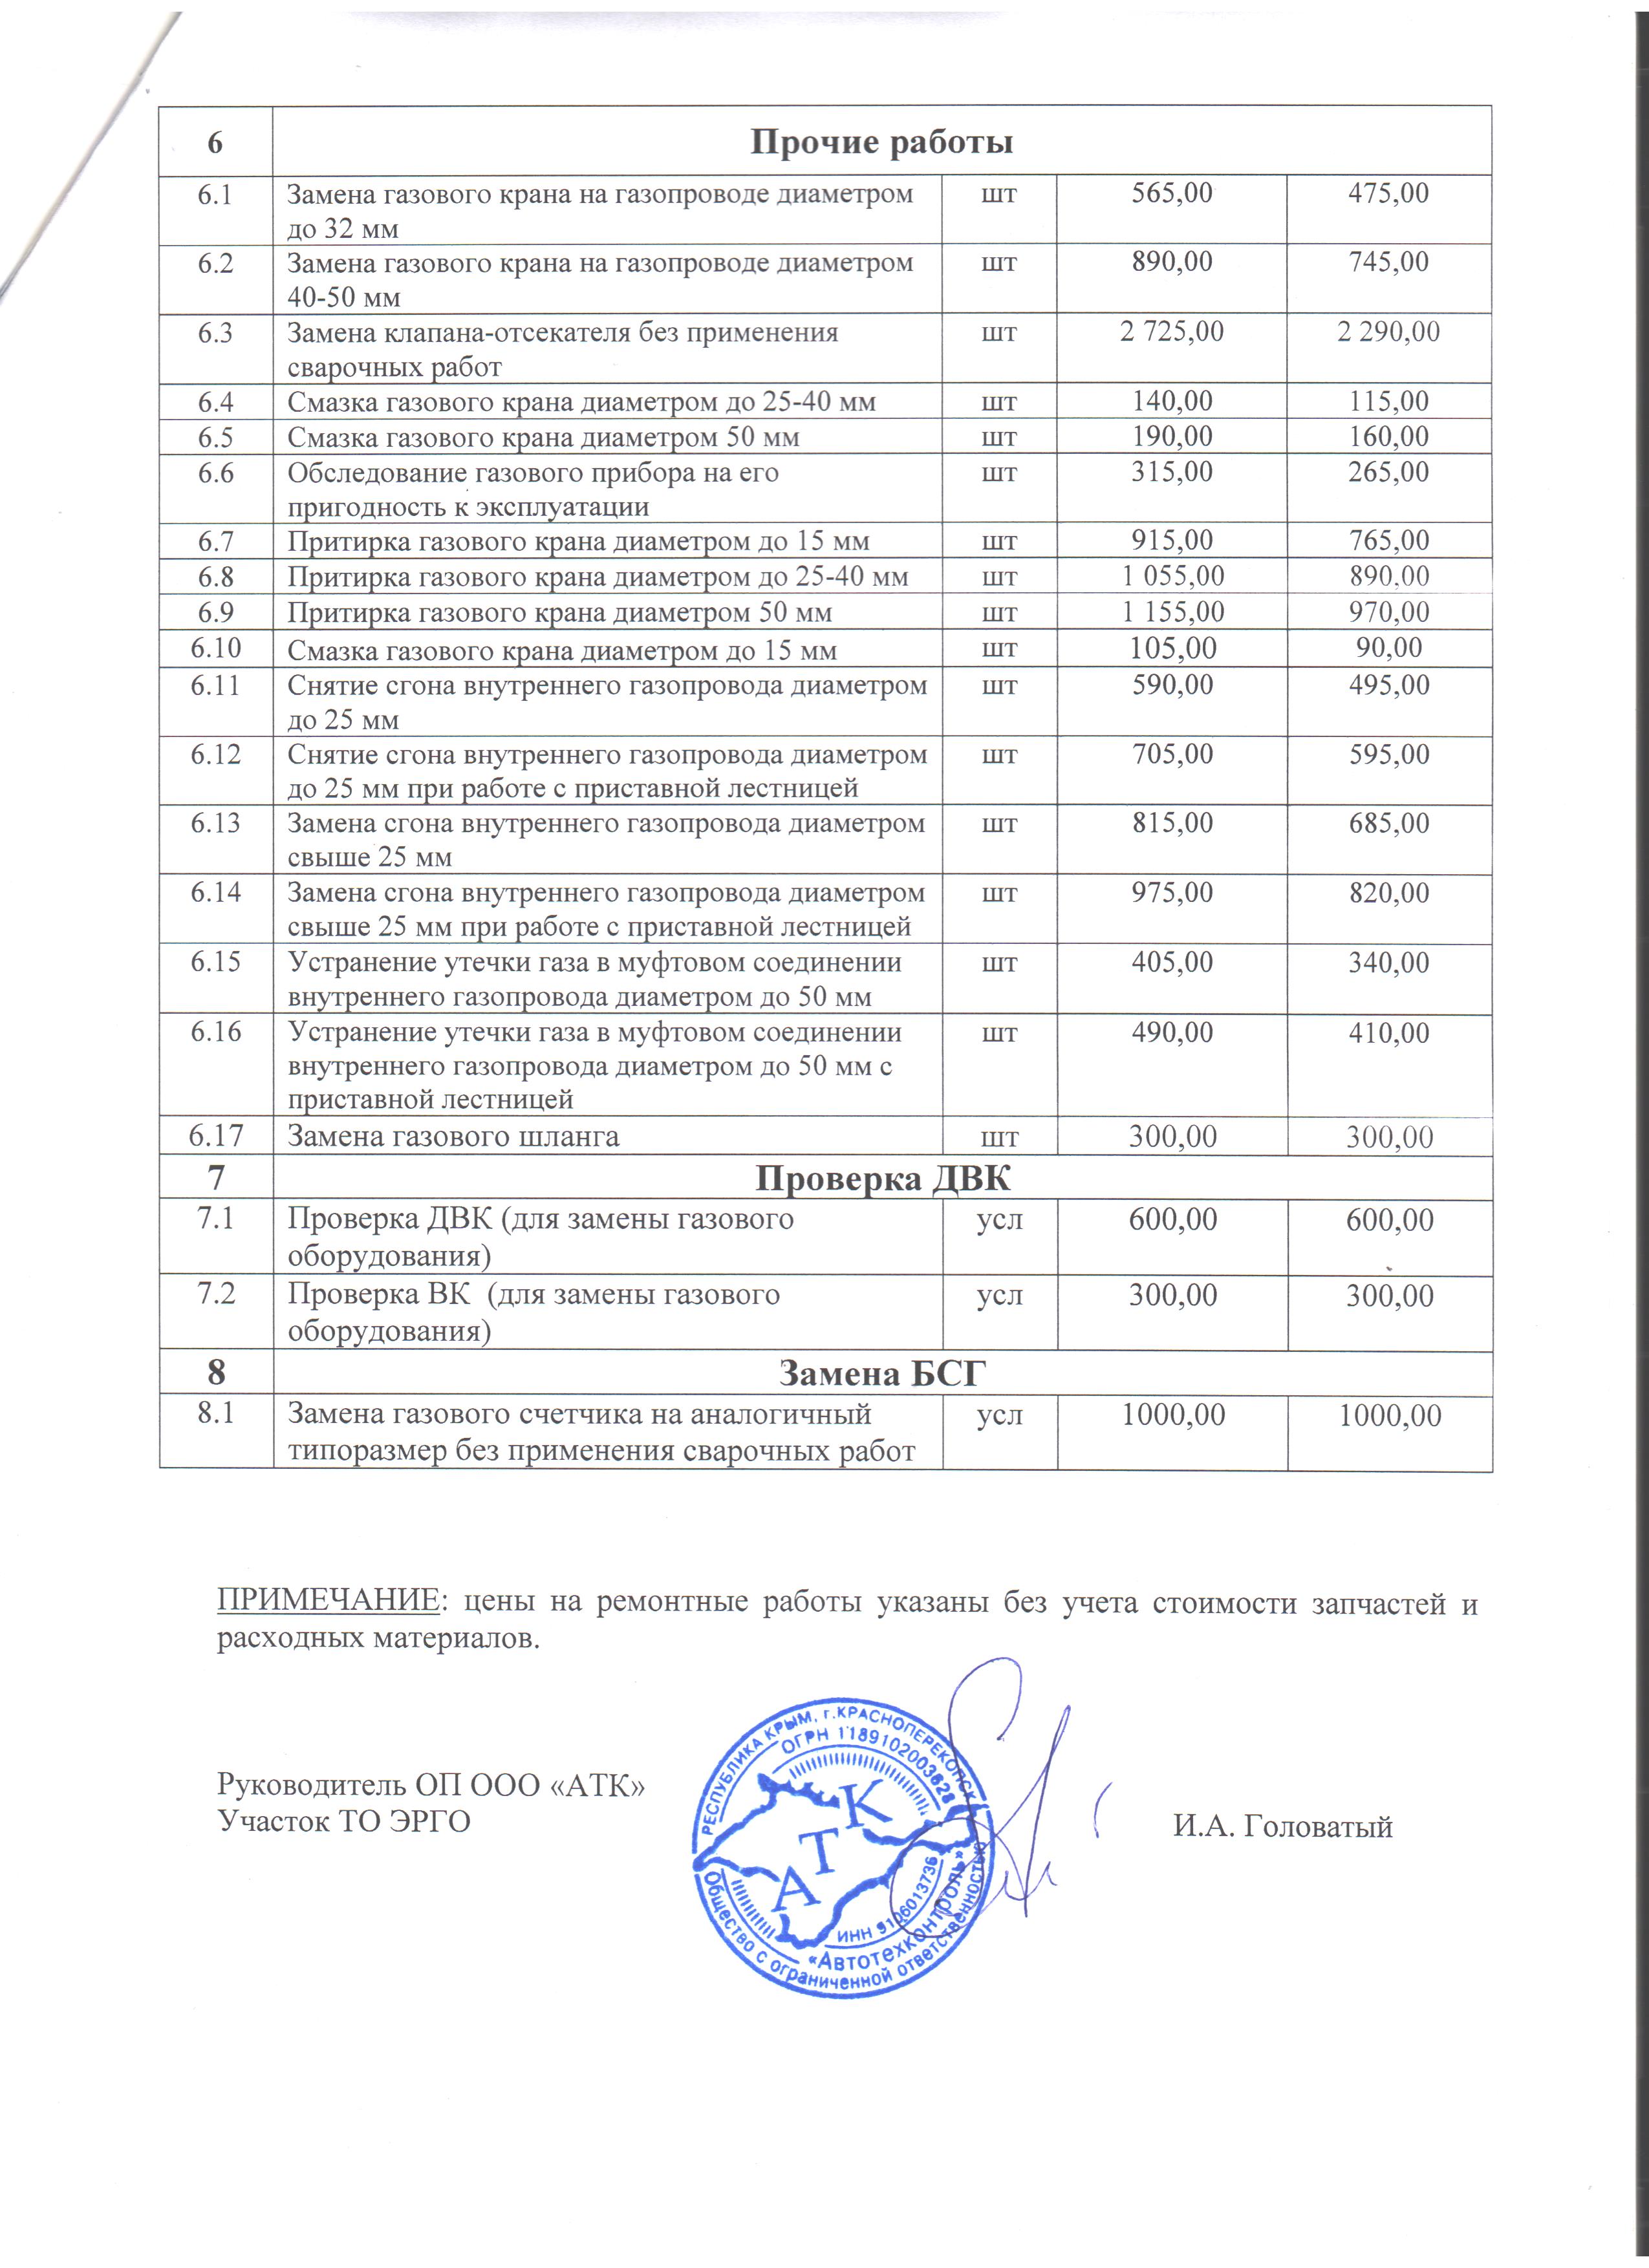 6 Прочие работы
6.1 Замена газового крана на газопроводе диаметром шт 565,00 475,00
до 32 мм
6.2 Замена газового крана на газопроводе диаметром шт 890,00 745,00
40-50 мм
6.3 Замена клапана-отсекателя без применения шт 2 725,00 2 290,00
сварочных работ
6.4 Смазка газового крана диаметром до 25-40 мм шт 140,00 115,00
6.5 Смазка газового крана диаметром 50 мм шт 190,00 160,00
6.6 Обследование газового прибора на его шт 315,00 265,00
пригодность к эксплуатации
6.7 Притирка газового крана диаметром до 15 мм шт 915,00 765,00
6.8 Притирка газового крана диаметром до 25-40 мм шт 1 055,00 890,00
6.9 Притирка газового крана диаметром 50 мм шт 1 155,00 970,00
6.10 Смазка газового крана диаметром до 15 мм шт 105,00 90,00
6.11 Снятие сгона внутреннего газопровода диаметром шт 590,00 495,00
до 25 мм
6.12 Снятие сгона внутреннего газопровода диаметром шт 705,00 595,00
до 25 мм при работе с приставной лестницей
6.13 Замена сгона внутреннего газопровода диаметром шт 815,00 685,00
свыше 25 мм
6.14 Замена сгона внутреннего газопровода диаметром шт 975,00 820,00
свыше 25 мм при работе с приставной лестницей
6.15 Устранение утечки газа в муфтовом соединении шт 405,00 340,00
внутреннего газопровода диаметром до 50 мм
6.16 Устранение утечки газа в муфтовом соединении шт 490,00 410,00
внутреннего газопровода диаметром до 50 мм с
приставной лестницей
6.17 Замена газового шланга шт 300,00 300,00
7 Проверка ДВК
7.1 Проверка ДВК (для замены газового усл 600,00 600,00
оборудования)
7.2 Проверка ВК (для замены газового усл 300,00 300,00
оборудования)
8 Замена БСГ
8.1 Замена газового счетчика на аналогичный усл 1000,00 1000,00
типоразмер без применения сварочных работ
ПРИМЕЧАНИЕ: цены на ремонтные работы указаны без учета стоимости запчастей и
расходных материалов.
Руководитель ОП ООО «АТК»
Участок ТО ЭРГО
И.А. Головатый
РЕСПУБЛИКА КРЫМ, г.КРАСНОПЕРЕКОПСК
ОГРН 1189102003628
АТК
ИНН 9106013736
«Автотехконтроль»
Общество с ограниченной ответственностью